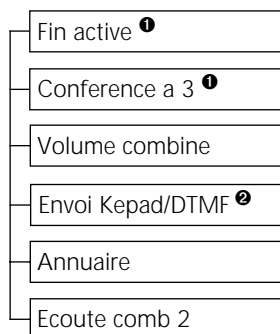 Fin active ❶
Conference a 3 ❶
Volume combine
Envoi Kepad/DTMF ❷
Annuaire
Ecoute comb 2